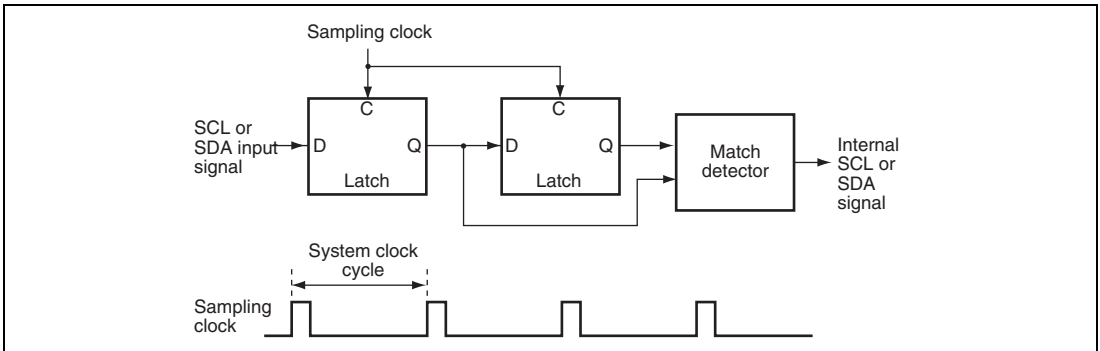 Sampling clock
C
C
SCL or
SDA input
signal
D
Q
Latch
D
Q
Latch
Match
detector
Internal
SCL or
SDA
signal
System clock
cycle
Sampling
clock